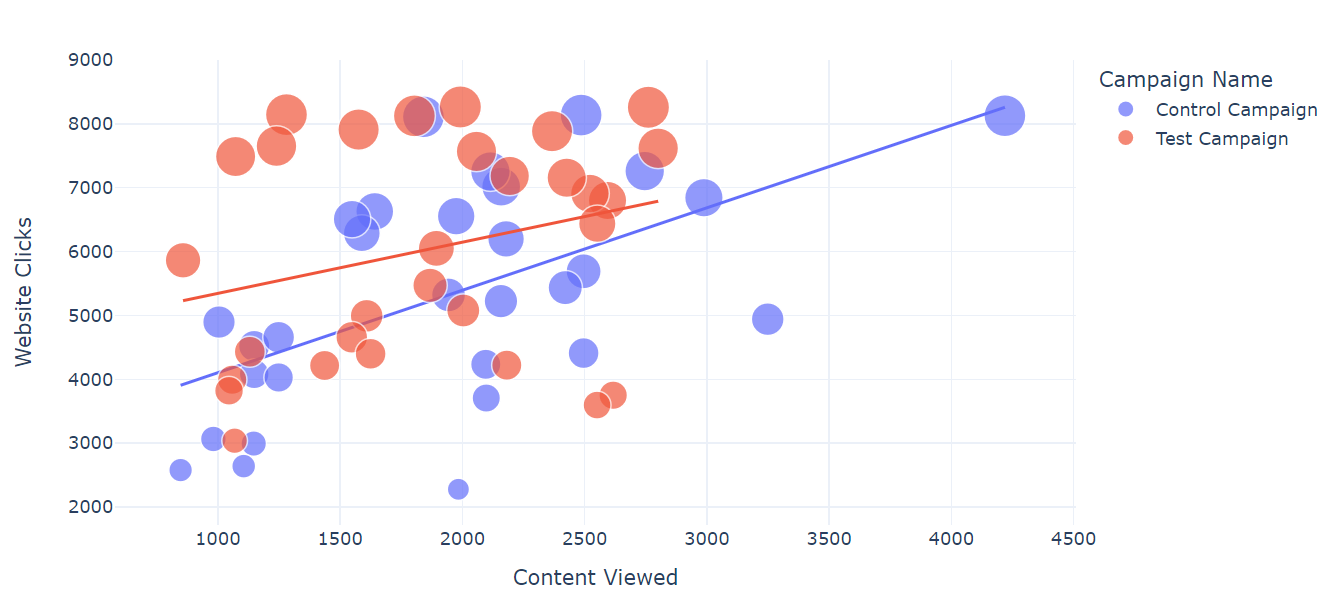 9000
8000
7000
6000
5000
4000
3000
2000
Website Clicks
1000 1500 2000 2500 3000 3500 4000 4500
Content Viewed
Campaign Name
Control Campaign
Test Campaign